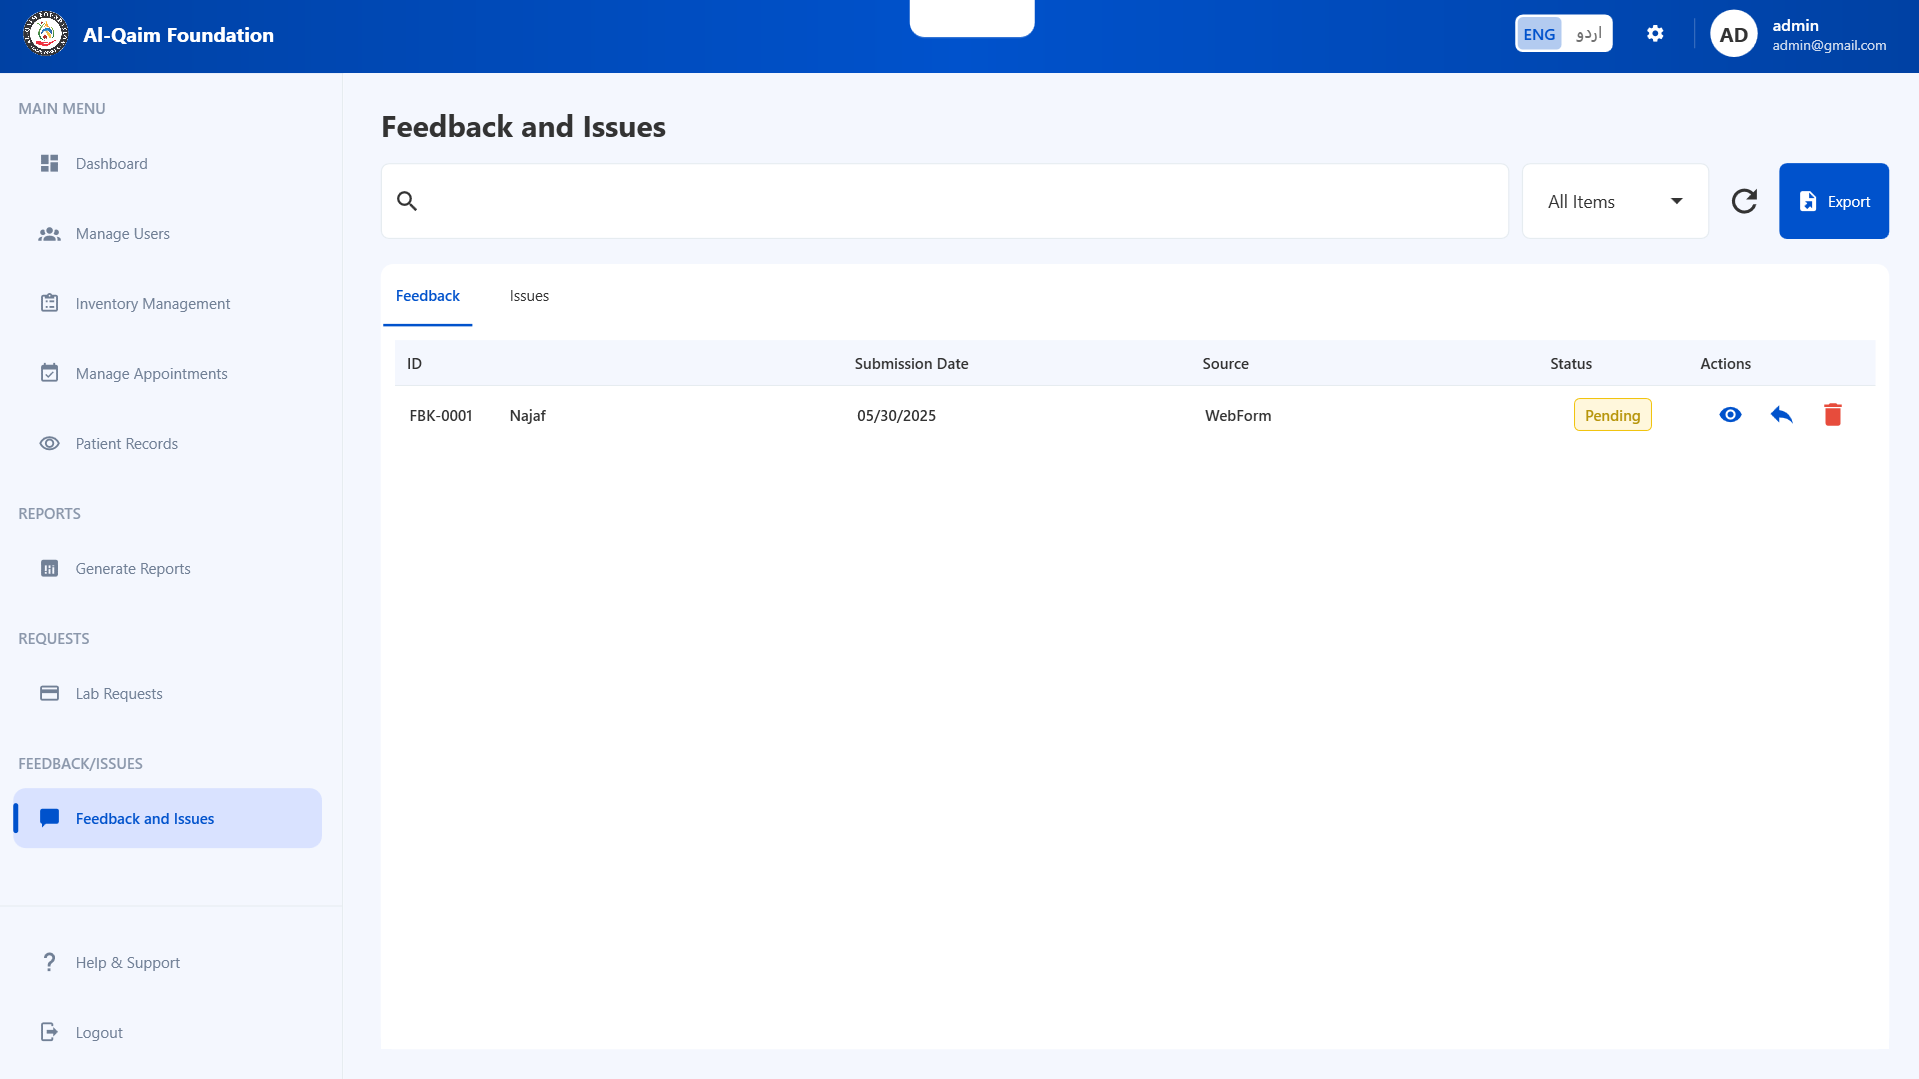 Al-Qaim Foundation
ENG
اردو
AD
admin
admin@gmail.com
MAIN MENU
Dashboard
Manage Users
Inventory Management
Manage Appointments
Patient Records
REPORTS
Generate Reports
REQUESTS
Lab Requests
FEEDBACK/ISSUES
Feedback and Issues
Help & Support
Logout
Feedback and Issues
All Items
Export
Feedback
Issues
ID Submission Date Source Status Actions
FBK-0001 Najaf 05/30/2025 WebForm Pending